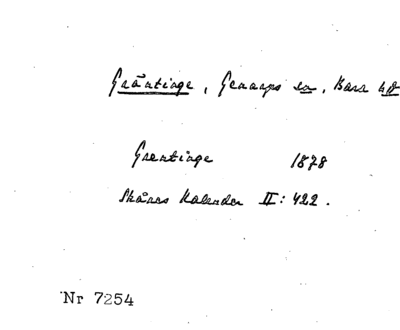 Gräntinge, Genarps sn, Bara hd
Grentinge 1878
Skånes Kalender II: 422.
Nr 7254